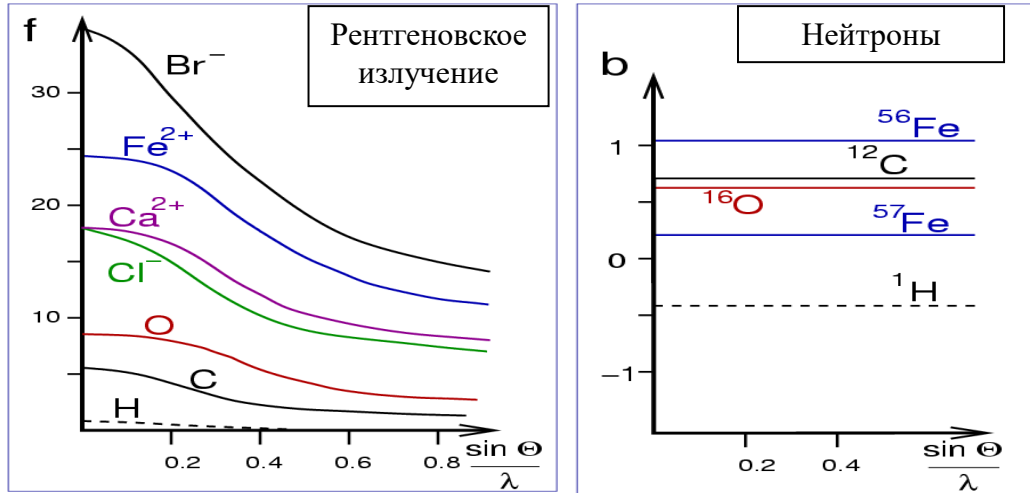 f
Рентгеновское
излучение
Br⁻
30
Fe²⁺
20
Ca²⁺
Cl⁻
10
O
C
H
0.2
0.4
0.6
0.8
sin Θ
λ
Нейтроны
b
1
⁵⁶Fe
¹²C
¹⁶O
⁵⁷Fe
0
¹H
−1
0.2
0.4
sin Θ
λ